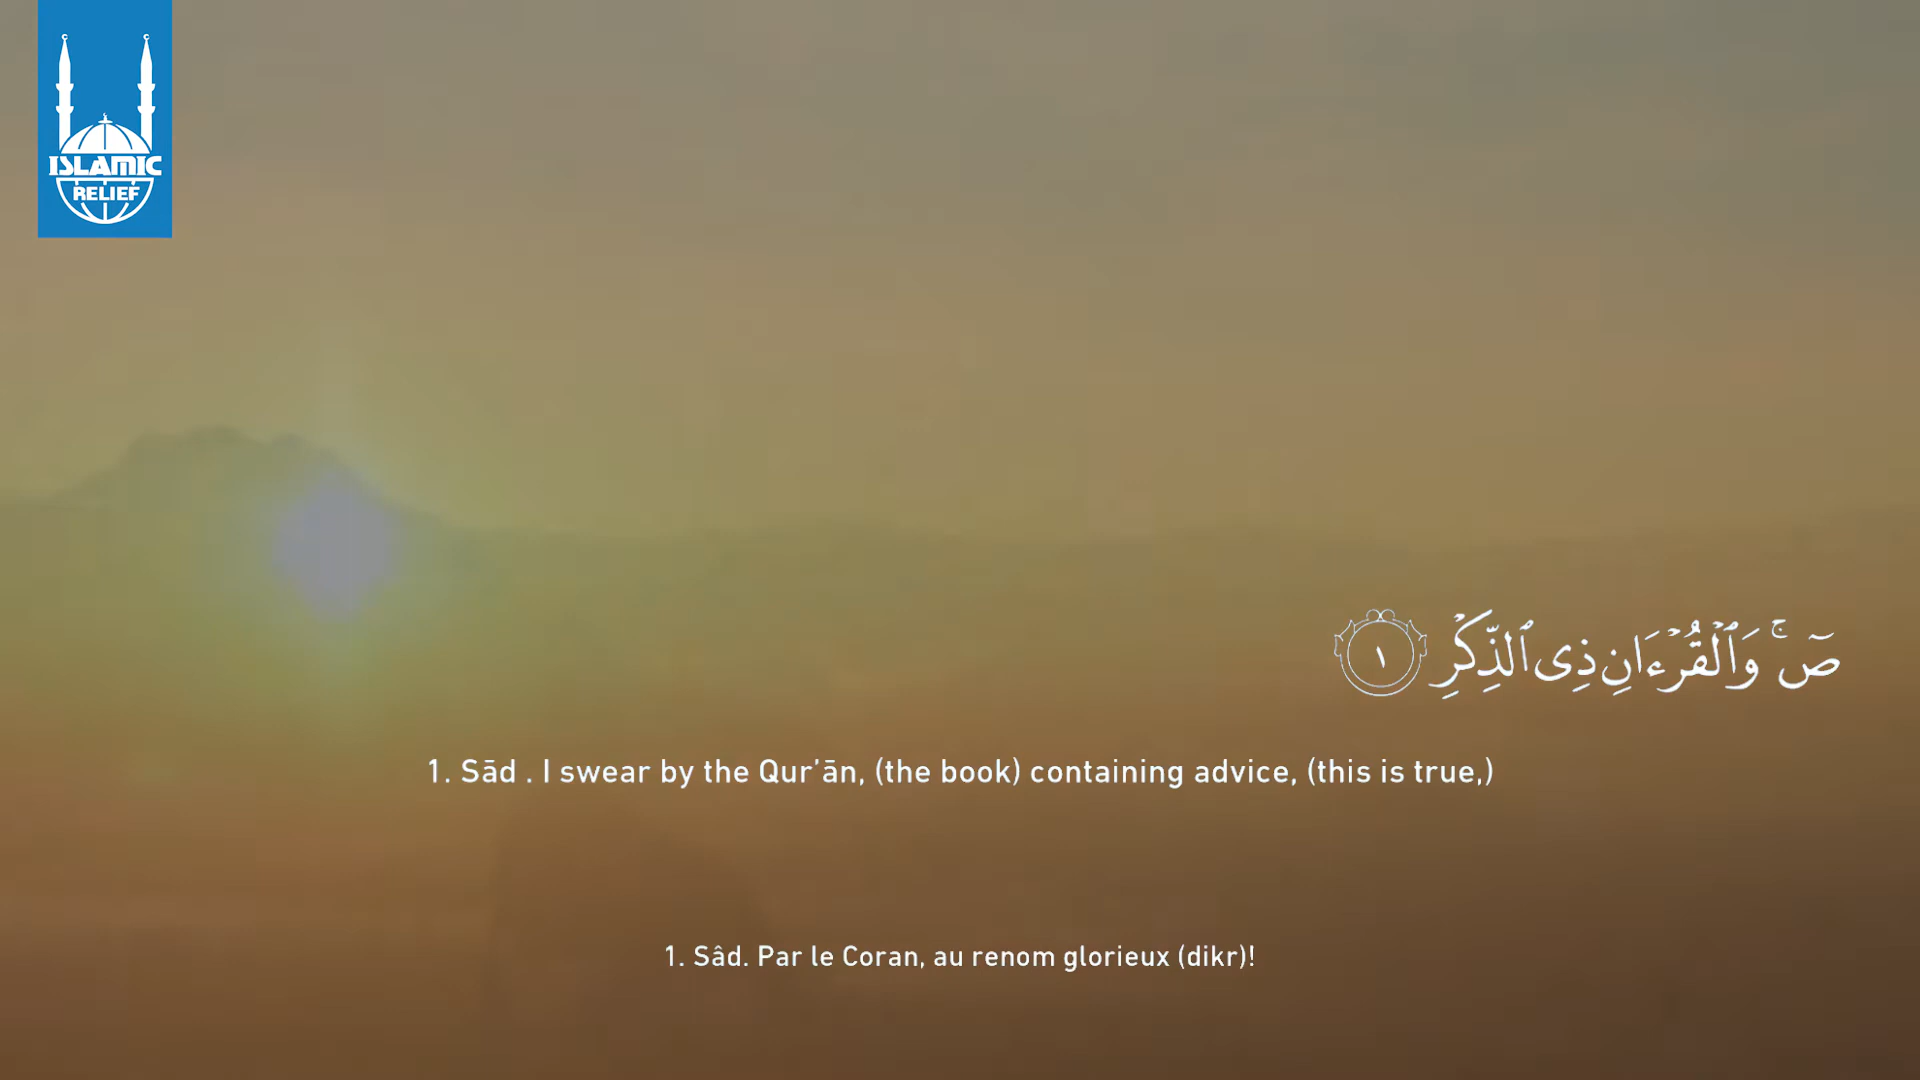 ISLAMIC
RELIEF
صٓ ۚ وَٱلْقُرْءَانِ ذِى ٱلذِّكْرِ ١
1. Sād . I swear by the Qur’ān, (the book) containing advice, (this is true,)
1. Sâd. Par le Coran, au renom glorieux (dikr)!